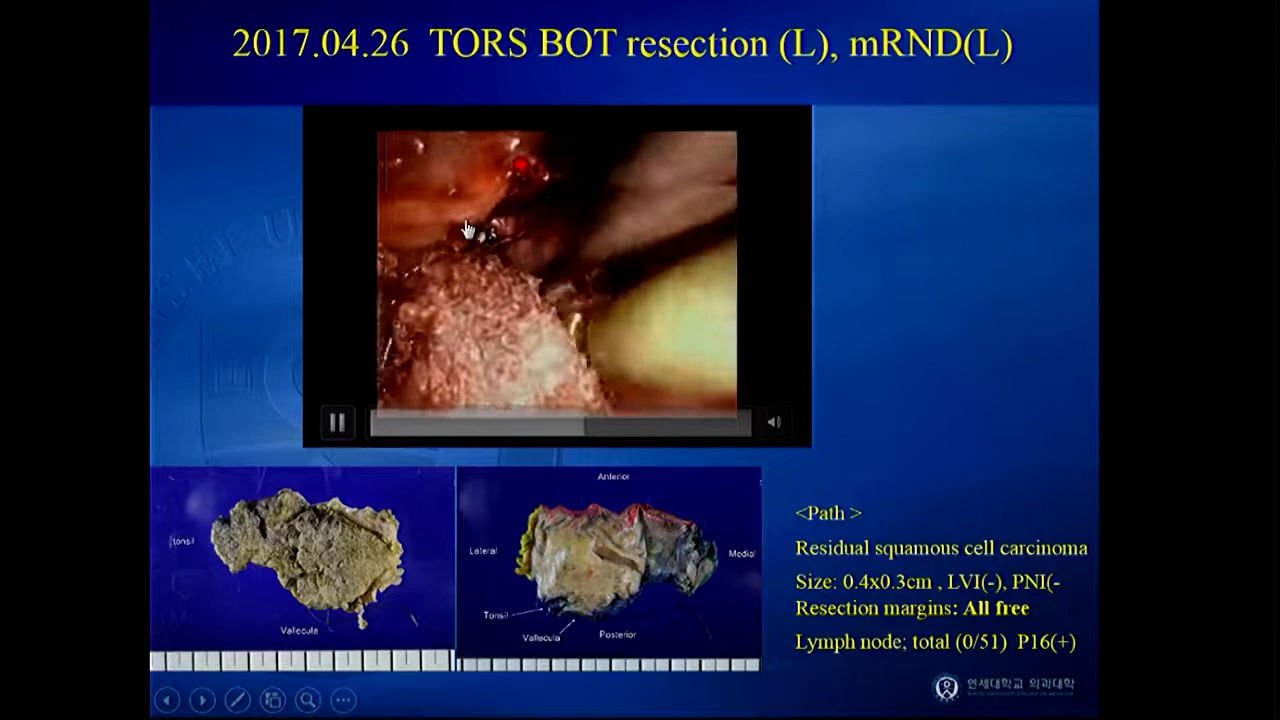 2017.04.26 TORS BOT resection (L), mRND(L)
Anterior
tonsil
Lateral
Medial
Tonsil
Vallecula
Vallecula
Posterior
<Path >
Residual squamous cell carcinoma
Size: 0.4x0.3cm , LVI(-), PNI(-
Resection margins: All free
Lymph node; total (0/51) P16(+)
연세대학교 의과대학